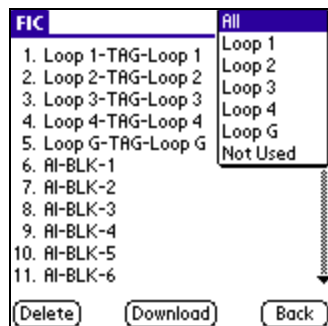 FIC
All
Loop 1
Loop 2
Loop 3
Loop 4
Loop G
Not Used
1. Loop 1-TAG-Loop 1
2. Loop 2-TAG-Loop 2
3. Loop 3-TAG-Loop 3
4. Loop 4-TAG-Loop 4
5. Loop G-TAG-Loop G
6. AI-BLK-1
7. AI-BLK-2
8. AI-BLK-3
9. AI-BLK-4
10. AI-BLK-5
11. AI-BLK-6
Delete
Download
Back